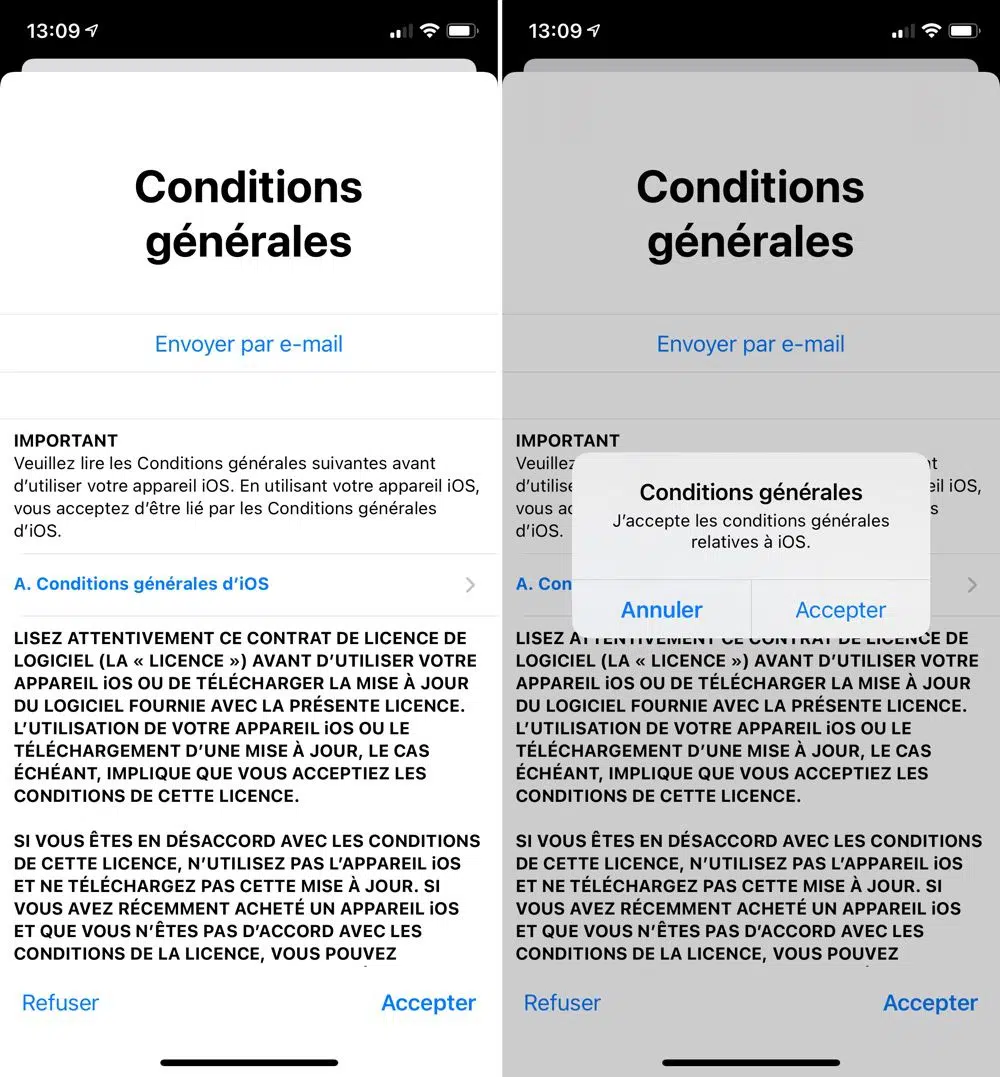 13:09
Conditions
générales
Envoyer par e-mail
IMPORTANT
Veuillez lire les Conditions générales suivantes avant
d’utiliser votre appareil iOS. En utilisant votre appareil iOS,
vous acceptez d’être lié par les Conditions générales
d’iOS.
A. Conditions générales d’iOS
LISEZ ATTENTIVEMENT CE CONTRAT DE LICENCE DE
LOGICIEL (LA « LICENCE ») AVANT D’UTILISER VOTRE
APPAREIL iOS OU DE TÉLÉCHARGER LA MISE À JOUR
DU LOGICIEL FOURNIE AVEC LA PRÉSENTE LICENCE.
L’UTILISATION DE VOTRE APPAREIL iOS OU LE
TÉLÉCHARGEMENT D’UNE MISE À JOUR, LE CAS
ÉCHÉANT, IMPLIQUE QUE VOUS ACCEPTIEZ LES
CONDITIONS DE CETTE LICENCE.
SI VOUS ÊTES EN DÉSACCORD AVEC LES CONDITIONS
DE CETTE LICENCE, N’UTILISEZ PAS L’APPAREIL iOS
ET NE TÉLÉCHARGEZ PAS CETTE MISE À JOUR. SI
VOUS AVEZ RÉCEMMENT ACHETÉ UN APPAREIL iOS
ET QUE VOUS N’ÊTES PAS D’ACCORD AVEC LES
CONDITIONS DE LA LICENCE, VOUS POUVEZ
Refuser Accepter
13:09
Conditions
générales
Envoyer par e-mail
IMPORTANT
Veuillez
eil iOS,
vous
d’iOS.
A. Con
Conditions générales
J’accepte les conditions générales
relatives à iOS.
Annuler Accepter
LISEZ ATTENTIVEMENT CE CONTRAT DE LICENCE DE
LOGICIEL (LA « LICENCE ») AVANT D’UTILISER VOTRE
APPAREIL iOS OU DE TÉLÉCHARGER LA MISE À JOUR
DU LOGICIEL FOURNIE AVEC LA PRÉSENTE LICENCE.
L’UTILISATION DE VOTRE APPAREIL iOS OU LE
TÉLÉCHARGEMENT D’UNE MISE À JOUR, LE CAS
ÉCHÉANT, IMPLIQUE QUE VOUS ACCEPTIEZ LES
CONDITIONS DE CETTE LICENCE.
SI VOUS ÊTES EN DÉSACCORD AVEC LES CONDITIONS
DE CETTE LICENCE, N’UTILISEZ PAS L’APPAREIL iOS
ET NE TÉLÉCHARGEZ PAS CETTE MISE À JOUR. SI
VOUS AVEZ RÉCEMMENT ACHETÉ UN APPAREIL iOS
ET QUE VOUS N’ÊTES PAS D’ACCORD AVEC LES
CONDITIONS DE LA LICENCE, VOUS POUVEZ
Refuser Accepter